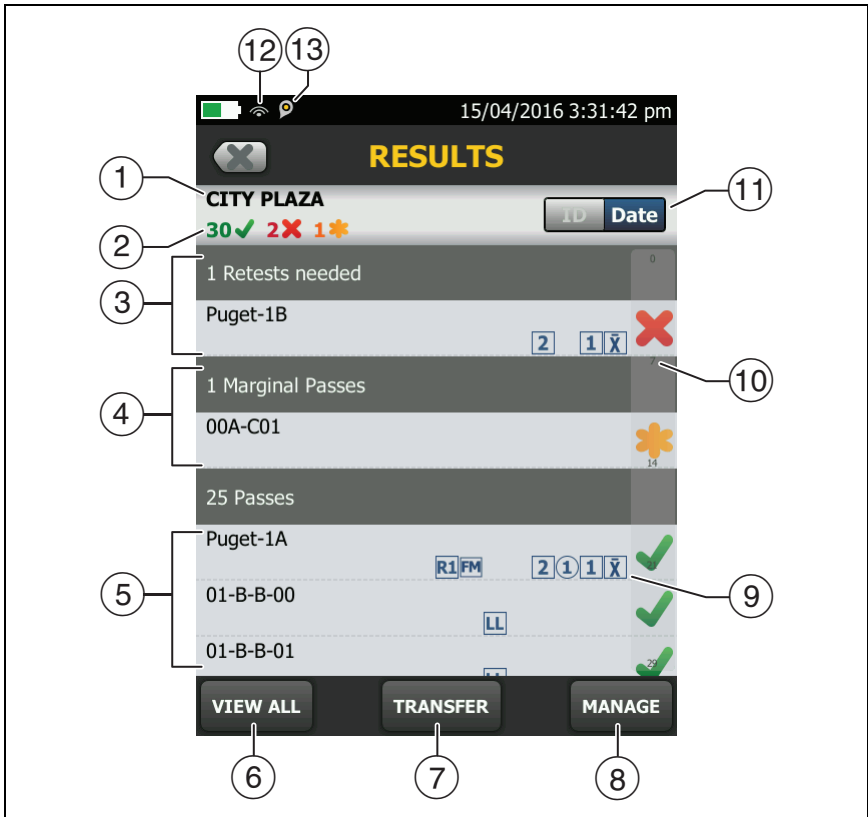 12 13
15/04/2016 3:31:42 pm
RESULTS
1
CITY PLAZA
ID Date
11
2
30 2 1
3
1 Retests needed
0
Puget-1B
2 1 X̄
7
10
4
1 Marginal Passes
00A-C01
14
25 Passes
5
Puget-1A
R1 FM 2 1 1 X̄
21
9
01-B-B-00
LL
01-B-B-01
LL
29
VIEW ALL TRANSFER MANAGE
6 7 8